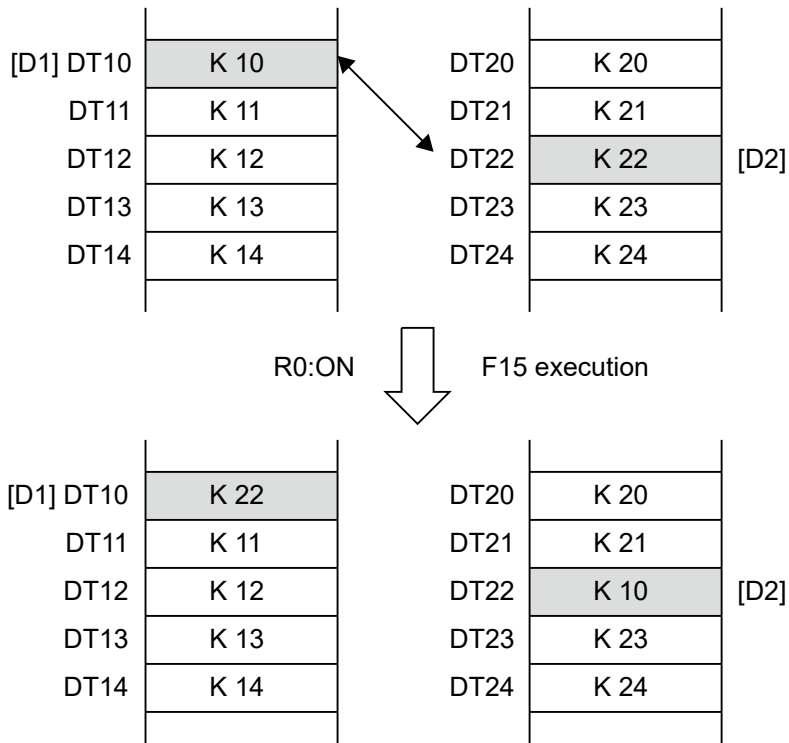 [D1] DT10 K 10 DT20 K 20
DT11 K 11 DT21 K 21
DT12 K 12 DT22 K 22 [D2]
DT13 K 13 DT23 K 23
DT14 K 14 DT24 K 24
R0:ON F15 execution
[D1] DT10 K 22 DT20 K 20
DT11 K 11 DT21 K 21
DT12 K 12 DT22 K 10 [D2]
DT13 K 13 DT23 K 23
DT14 K 14 DT24 K 24